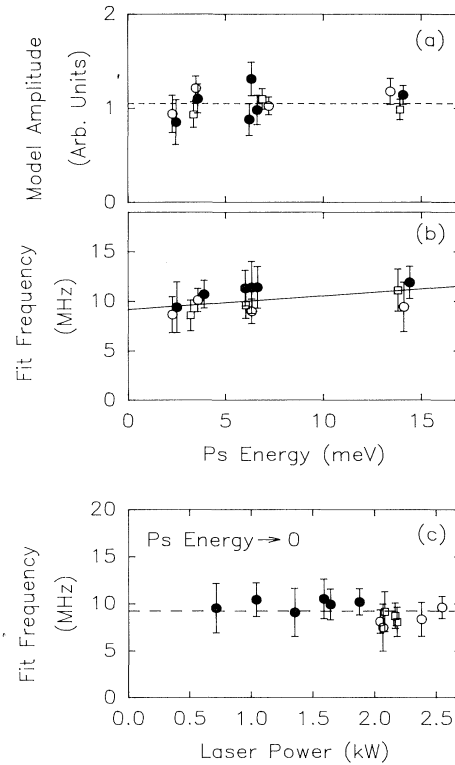 (a)
2
1
0
Model Amplitude
(Arb. Units)
(b)
15
10
5
0
Fit Frequency
(MHz)
0 5 10 15
Ps Energy (meV)
(c)
Ps Energy → 0
20
15
10
5
0
Fit Frequency
(MHz)
0.0 0.5 1.0 1.5 2.0 2.5
Laser Power (kW)